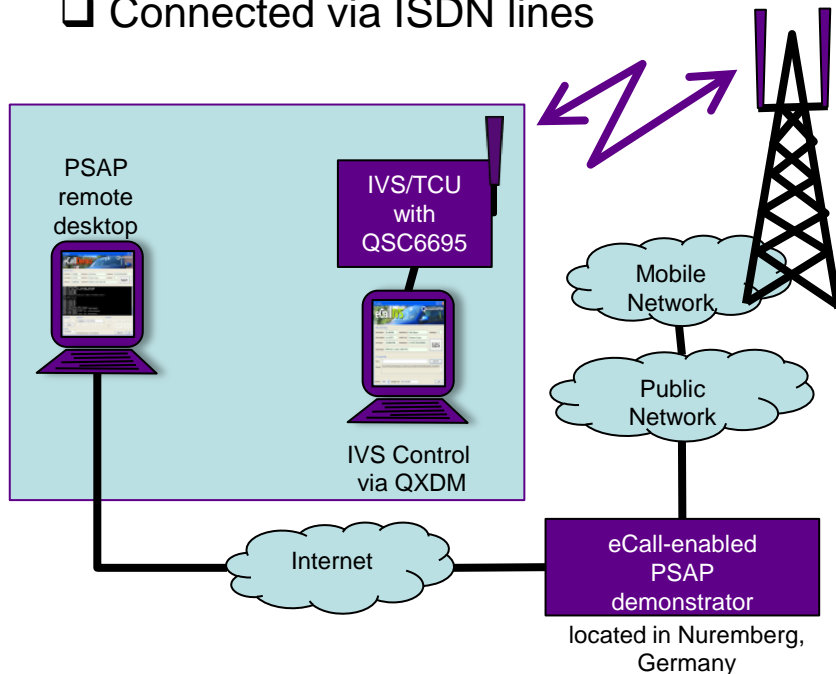 ❑ Connected via ISDN lines
PSAP
remote
desktop
IVS/TCU
with
QSC6695
IVS Control
via QXDM
Mobile
Network
Public
Network
Internet
eCall-enabled
PSAP
demonstrator
located in Nuremberg,
Germany